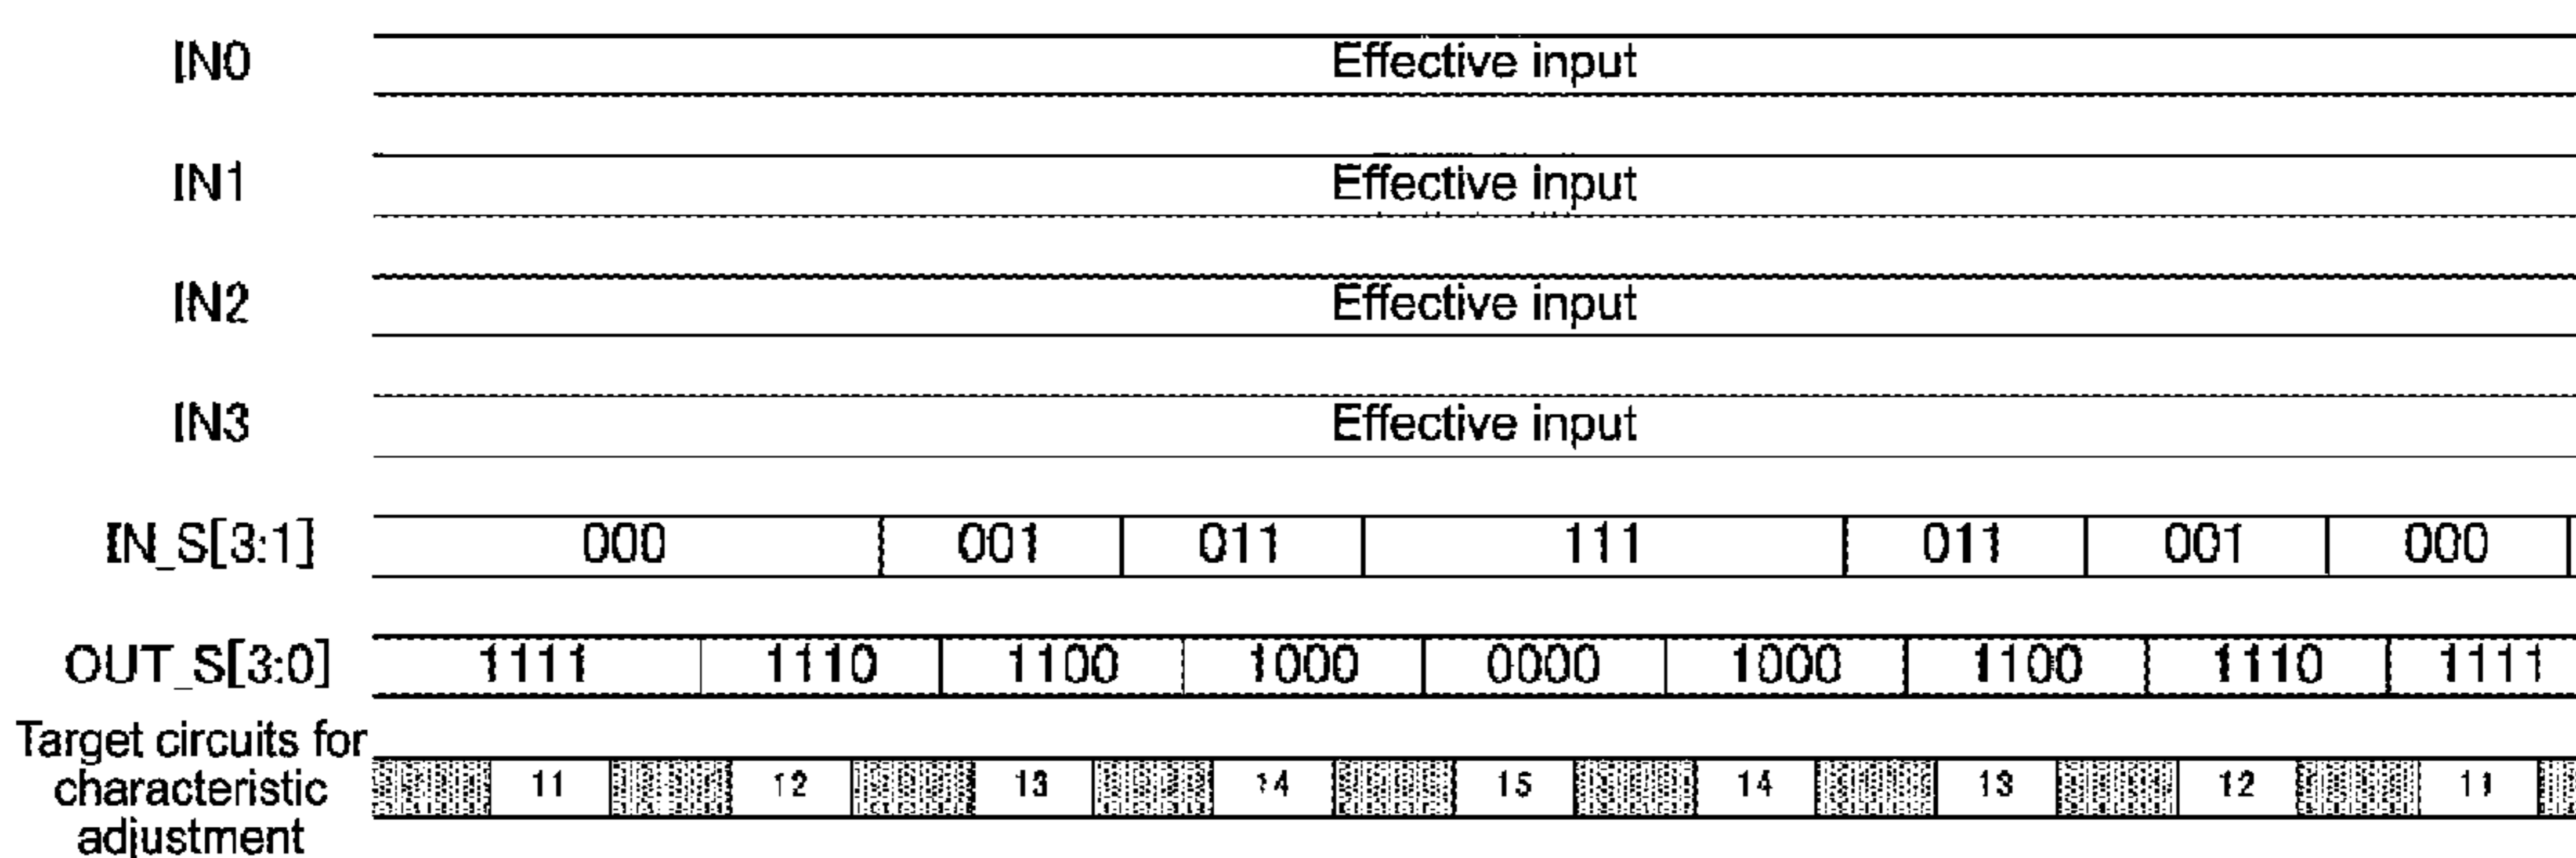 IN0 Effective input
IN1 Effective input
IN2 Effective input
IN3 Effective input
IN_S[3:1] 000 001 011 111 011 001 000
OUT_S[3:0] 1111 1110 1100 1000 0000 1000 1100 1110 1111
Target circuits for
characteristic
adjustment
11 12 13 14 15 14 13 12 11